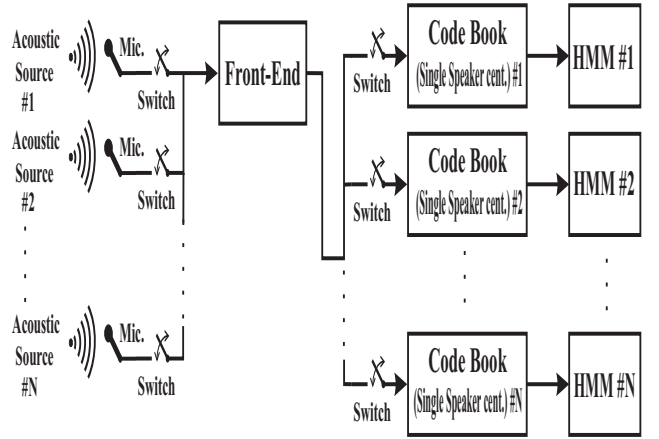 Acoustic
Source
#1
Mic.
Switch
Front-End
Switch
Code Book
(Single Speaker cent.) #1
HMM #1
Acoustic
Source
#2
Mic.
Switch
Switch
Code Book
(Single Speaker cent.) #2
HMM #2
Acoustic
Source
#N
Mic.
Switch
Switch
Code Book
(Single Speaker cent.) #N
HMM #N